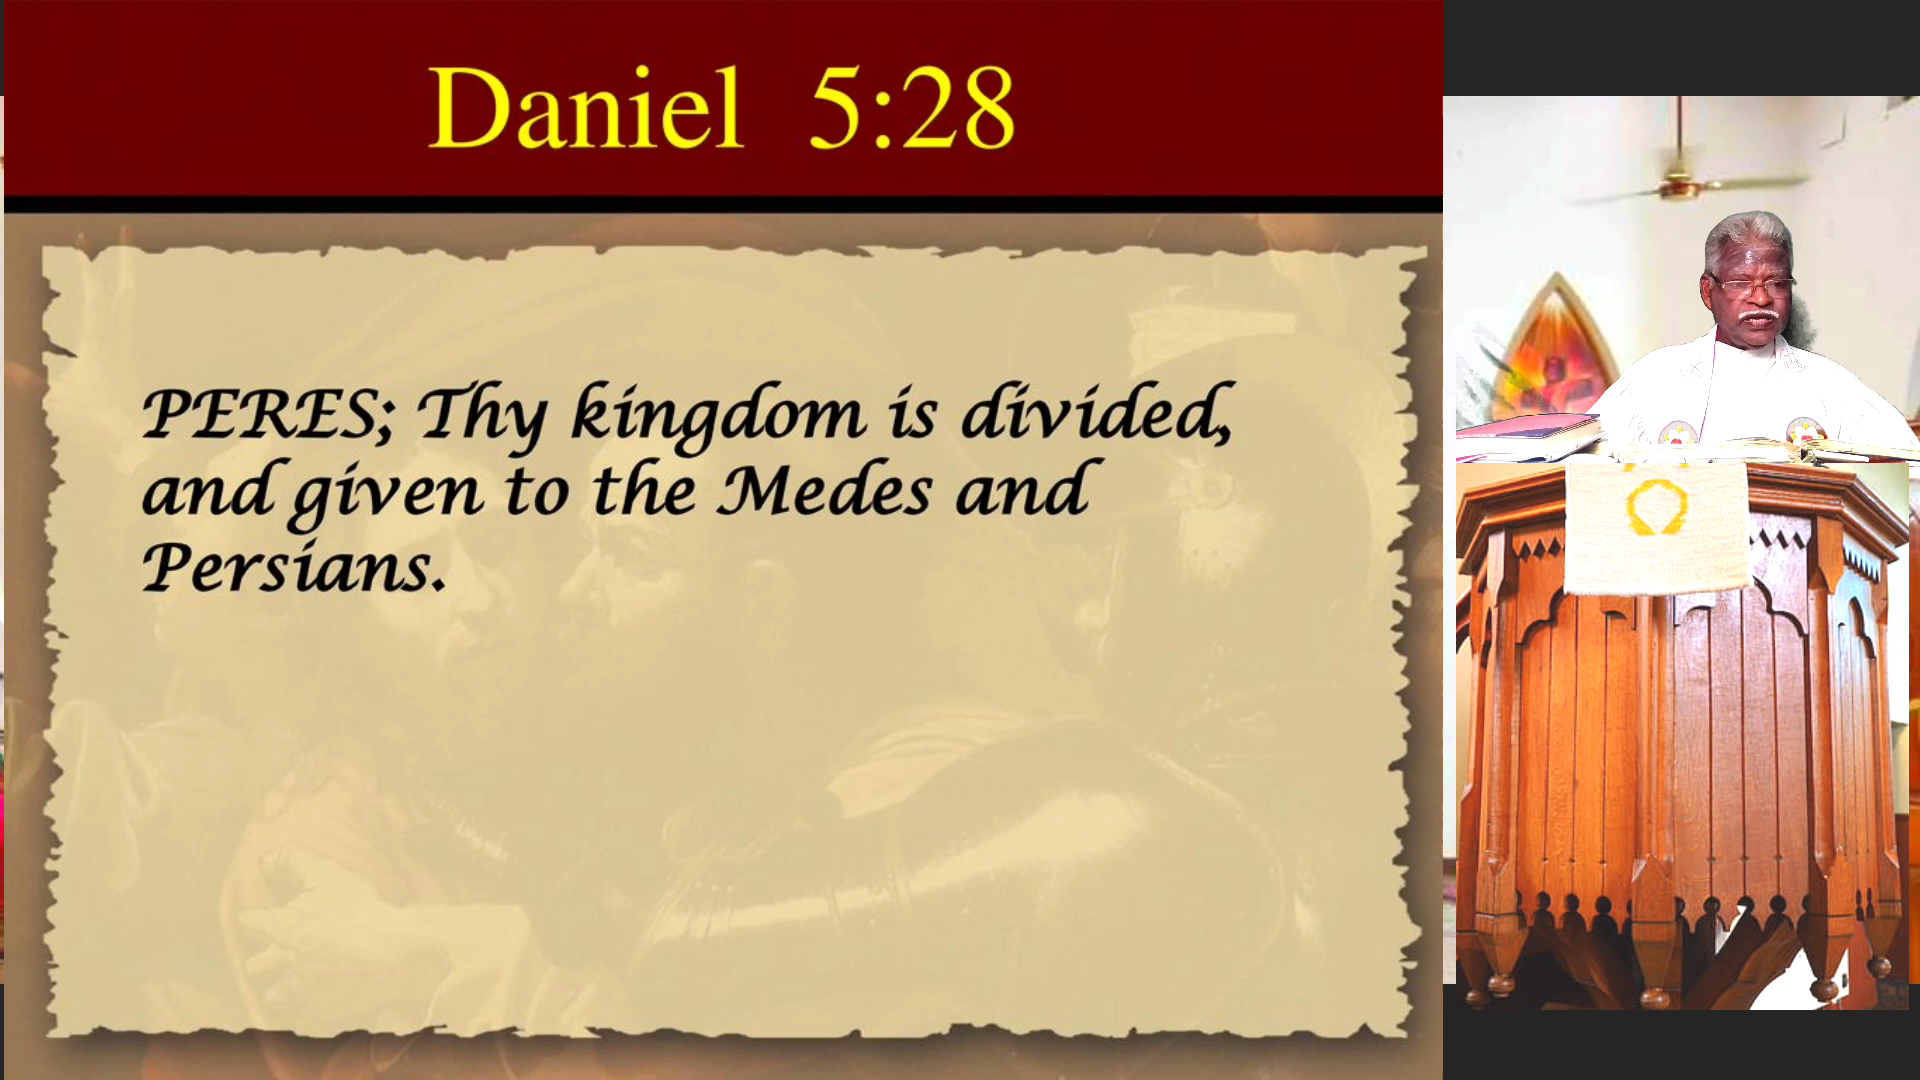 Daniel 5:28
PERES; Thy kingdom is divided,
and given to the Medes and
Persians.